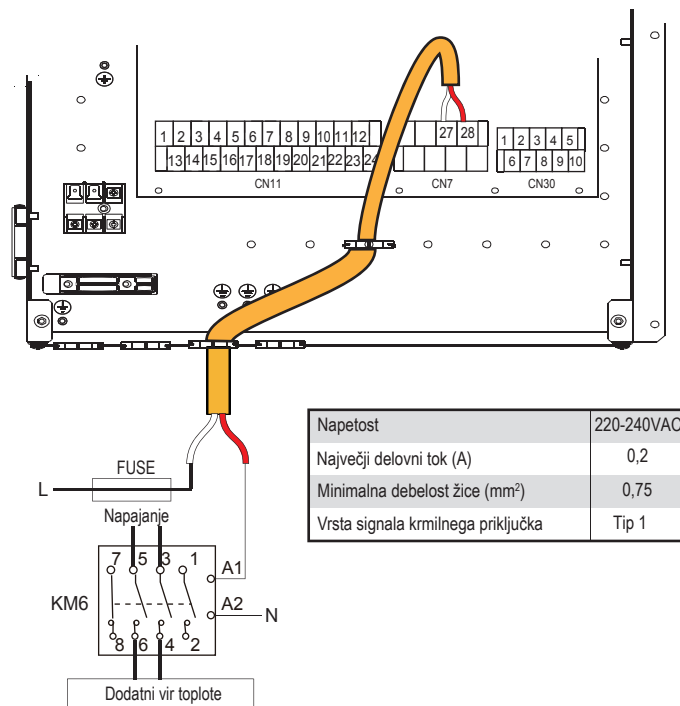 27 28
1 2 3 4 5 6 7 8 9 10 11 12
13 14 15 16 17 18 19 20 21 22 23 24
1 2 3 4 5
6 7 8 9 10
CN11
CN7
CN30
Napetost 220-240VAC
Največji delovni tok (A) 0,2
Minimalna debelost žice (mm²) 0,75
Vrsta signala krmilnega priključka Tip 1
FUSE
L
Napajanje
7 5 3 1
A1
KM6
A2
N
8 6 4 2
Dodatni vir toplote